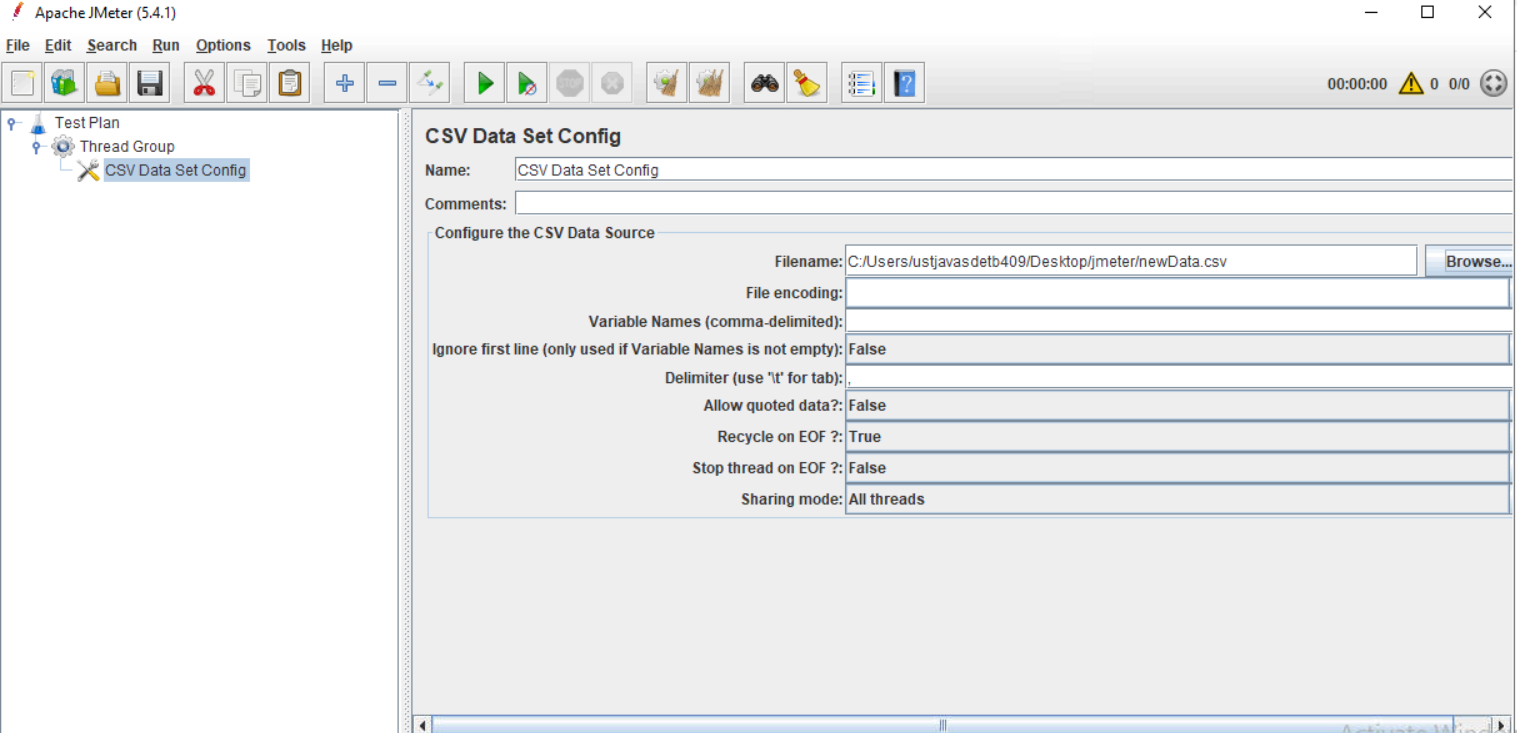 Apache JMeter (5.4.1)
File Edit Search Run Options Tools Help
STOP
00:00:00 0 0/0
Test Plan
Thread Group
CSV Data Set Config
CSV Data Set Config
Name: CSV Data Set Config
Comments:
Configure the CSV Data Source
Filename: C:/Users/ustjavasdetb409/Desktop/jmeter/newData.csv Browse...
File encoding:
Variable Names (comma-delimited):
Ignore first line (only used if Variable Names is not empty): False
Delimiter (use '\t' for tab): ,
Allow quoted data?: False
Recycle on EOF ?: True
Stop thread on EOF ?: False
Sharing mode: All threads